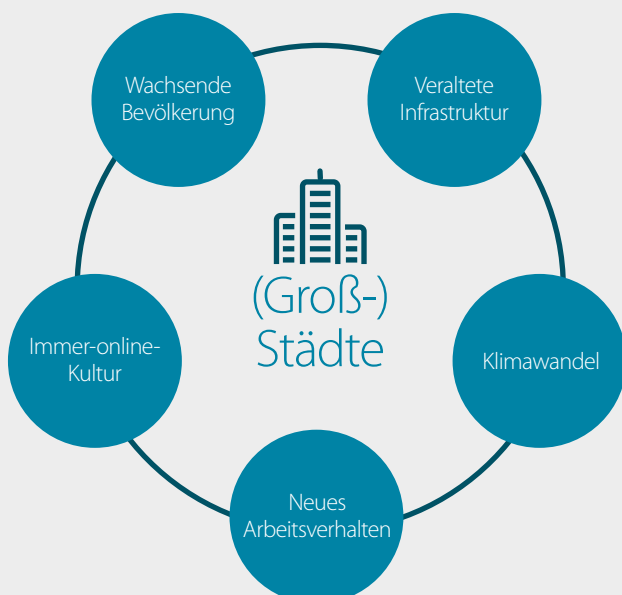 Wachsende
Bevölkerung
Veraltete
Infrastruktur
(Groß-)
Städte
Immer-online-
Kultur
Klimawandel
Neues
Arbeitsverhalten